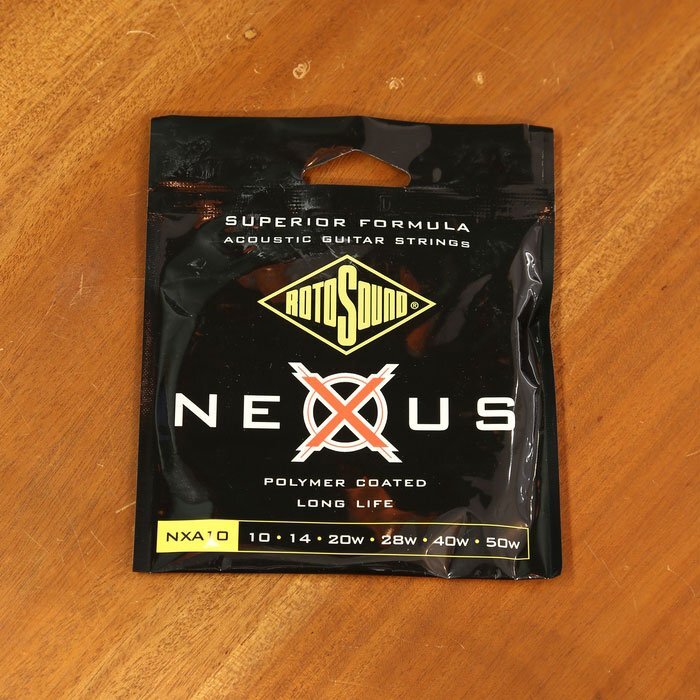 SUPERIOR FORMULA
ACOUSTIC GUITAR STRINGS
ROTOSOUND®
NEXUS
POLYMER COATED
LONG LIFE
NXA10 10 • 14 • 20w • 28w • 40w • 50w